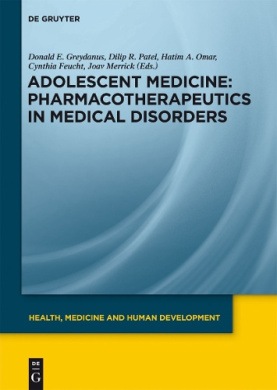 DE GRUYTER
Donald E. Greydanus, Dilip R. Patel, Hatim A. Omar,
Cynthia Feucht, Joav Merrick (Eds.)
ADOLESCENT MEDICINE:
PHARMACOTHERAPEUTICS
IN MEDICAL DISORDERS
HEALTH, MEDICINE AND HUMAN DEVELOPMENT
DE
G